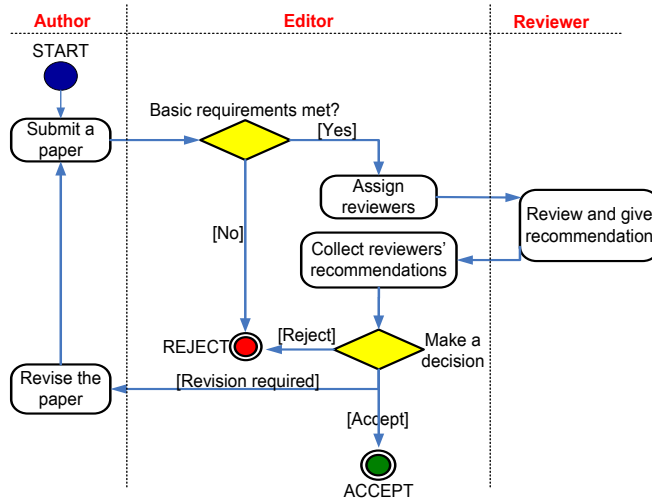 Author
Editor
Reviewer
START
Basic requirements met?
[Yes]
Submit a
paper
Assign
reviewers
Review and give
recommendation
[No]
Collect reviewers'
recommendations
REJECT
[Reject]
Make a
decision
Revise the
paper
[Revision required]
[Accept]
ACCEPT